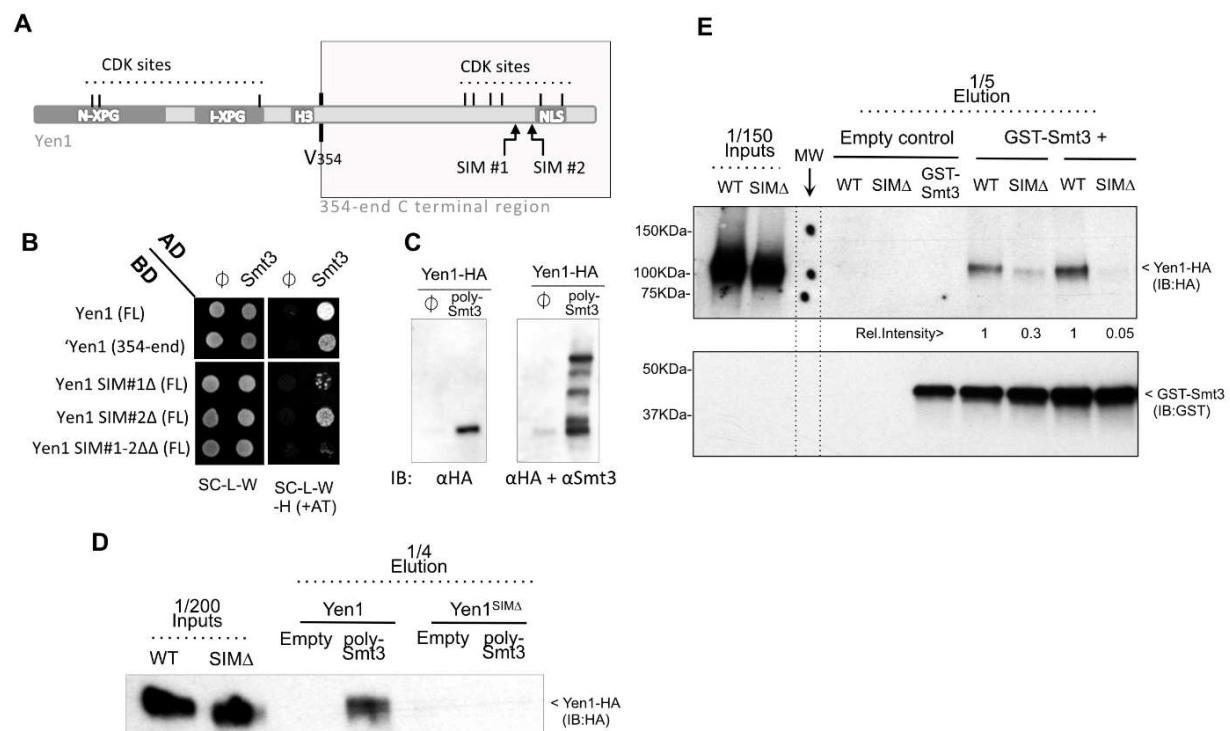 A
CDK sites
CDK sites
N-XPG
I-XPG
H3
NLS
Yen1
V354
SIM #1
SIM #2
354-end C terminal region
B
AD
BD
ϕ
Smt3
ϕ
Smt3
Yen1 (FL)
‘Yen1 (354-end)
Yen1 SIM#1Δ (FL)
Yen1 SIM#2Δ (FL)
Yen1 SIM#1-2ΔΔ (FL)
SC-L-W
SC-L-W
-H (+AT)
C
Yen1-HA
Yen1-HA
ϕ
poly-
Smt3
ϕ
poly-
Smt3
IB:
αHA
αHA + αSmt3
D
1/4
Elution
1/200
Inputs
Yen1
Yen1SIMΔ
WT
SIMΔ
Empty
poly-
Smt3
Empty
poly-
Smt3
< Yen1-HA
(IB:HA)
E
1/5
Elution
1/150
Inputs
MW
Empty control
GST-Smt3 +
WT
SIMΔ
WT
SIMΔ
GST-
Smt3
WT
SIMΔ
WT
SIMΔ
150KDa-
100KDa-
75KDa-
< Yen1-HA
(IB:HA)
Rel.Intensity>
1
0.3
1
0.05
50KDa-
37KDa-
< GST-Smt3
(IB:GST)